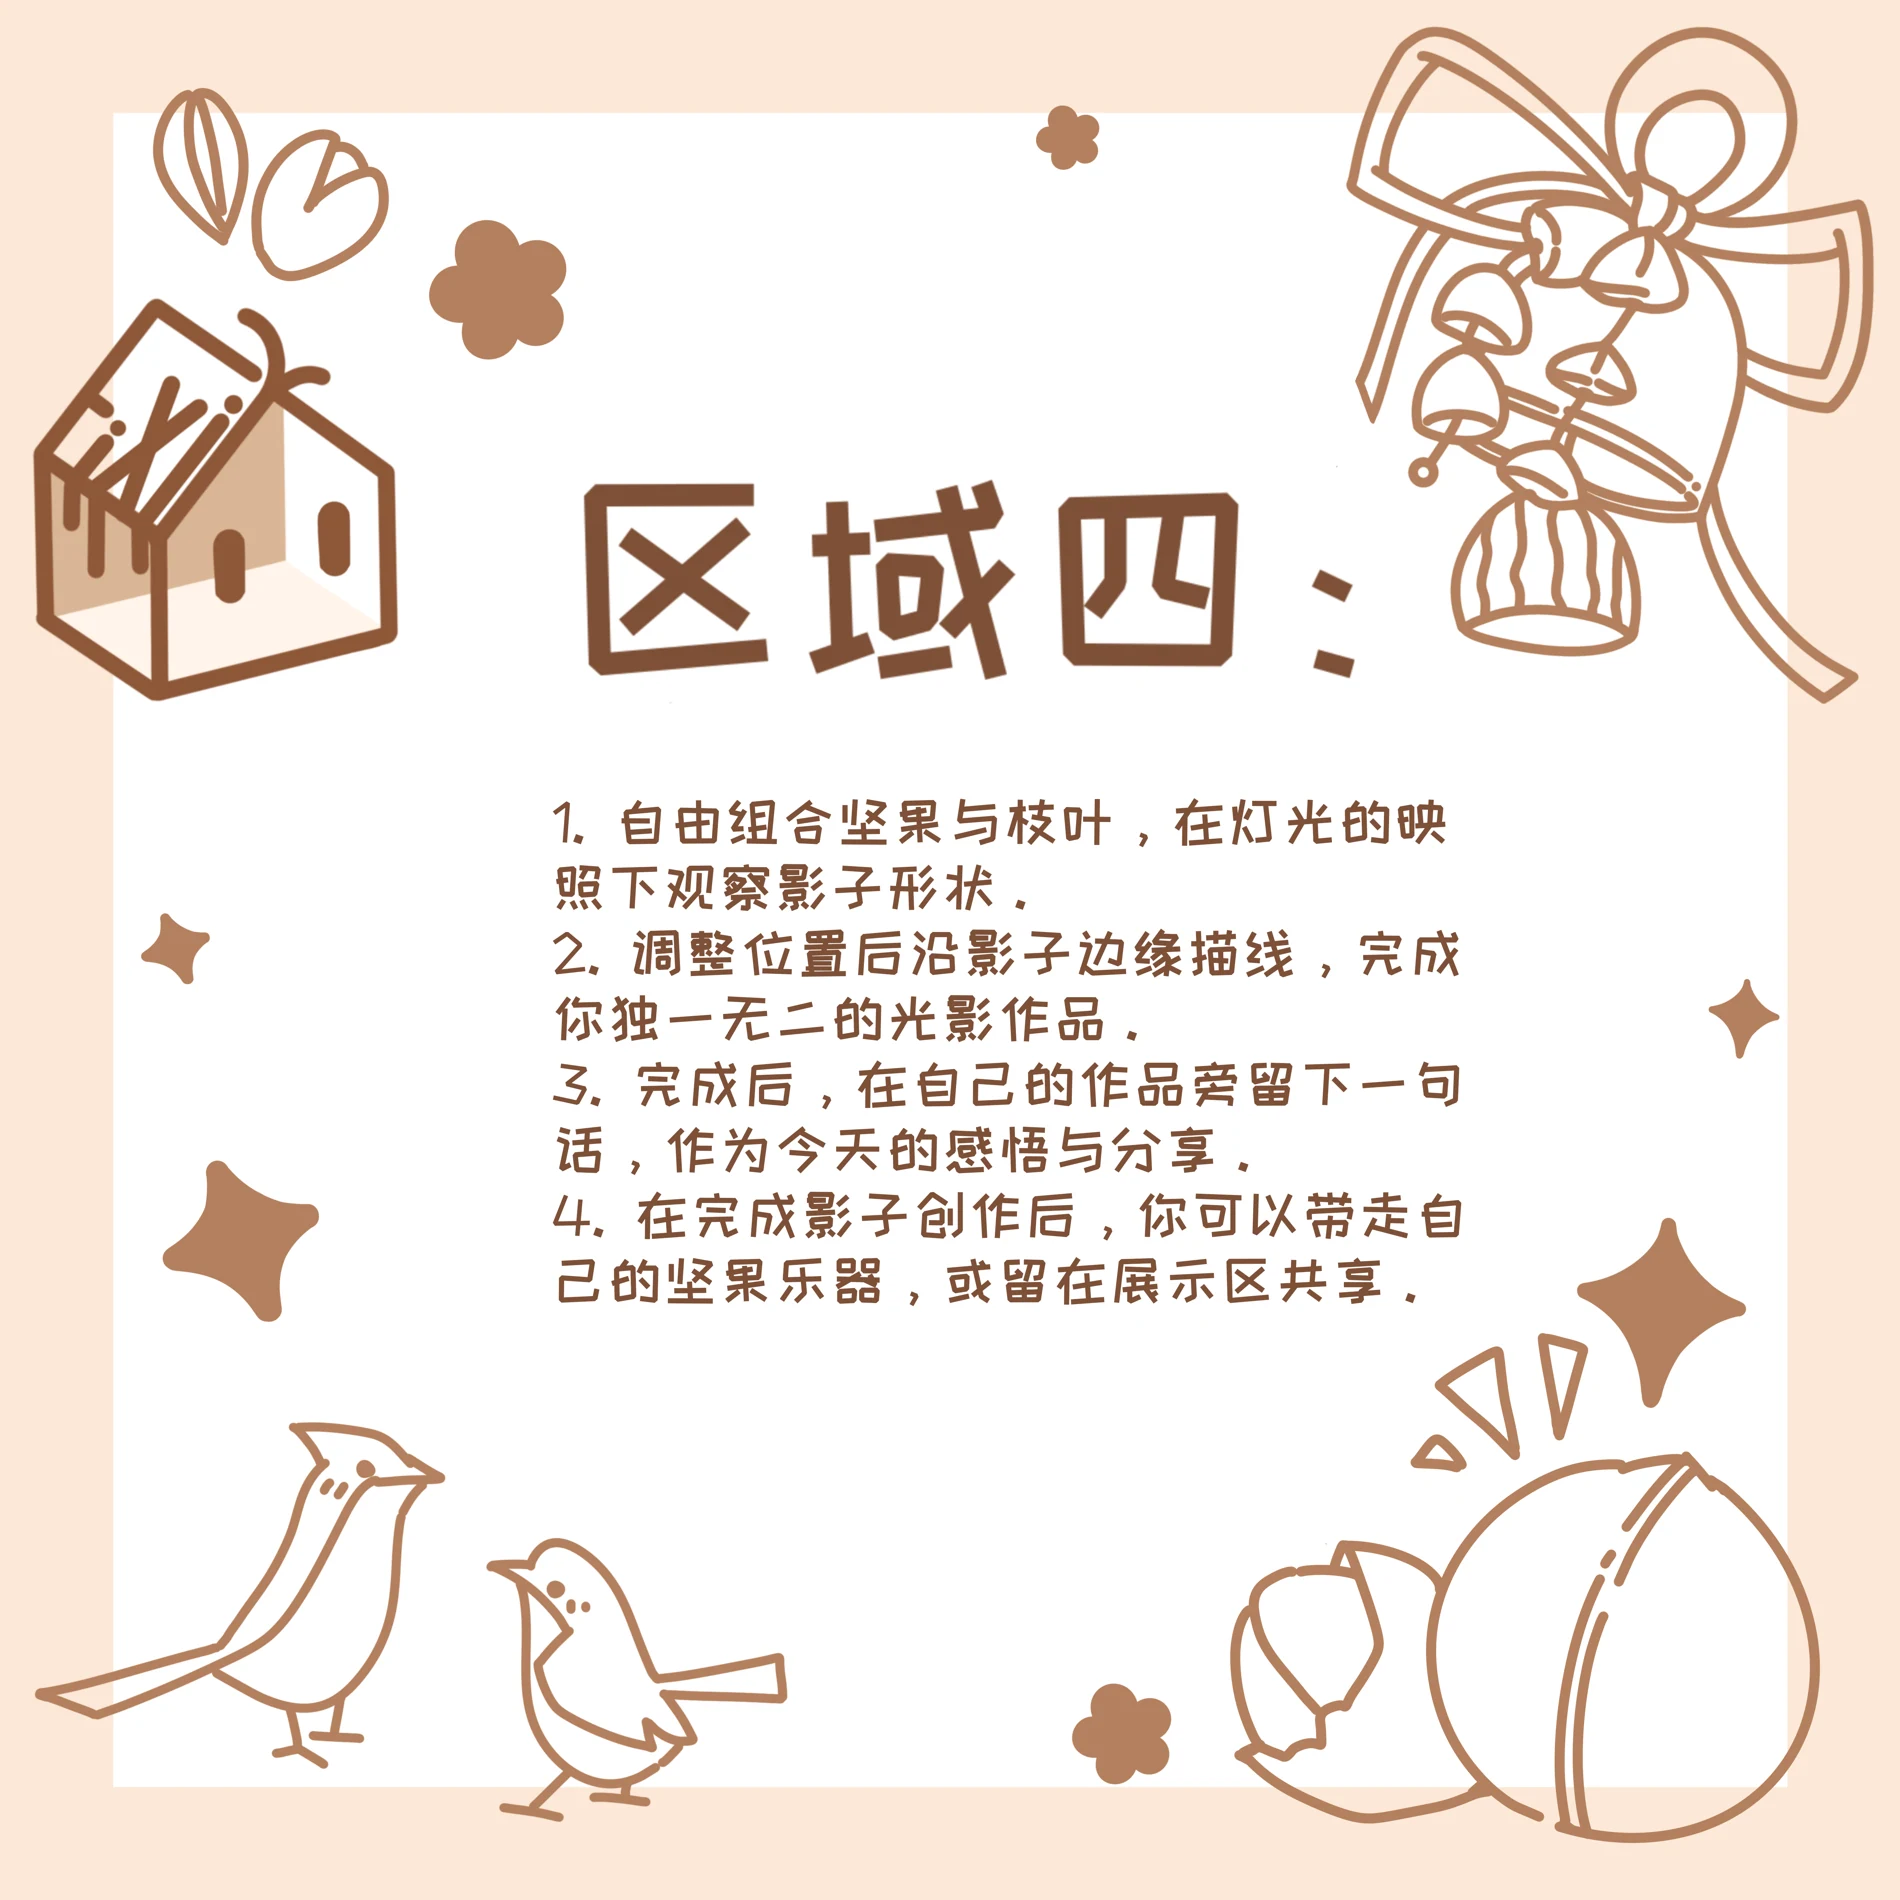 区域四：
1. 自由组合坚果与枝叶，在灯光的映
照下观察影子形状.
2. 调整位置后沿影子边缘描线，完成
你独一无二的光影作品.
3. 完成后，在自己的作品旁留下一句
话，作为今天的感悟与分享.
4. 在完成影子创作后，你可以带走自
己的坚果乐器，或留在展示区共享.